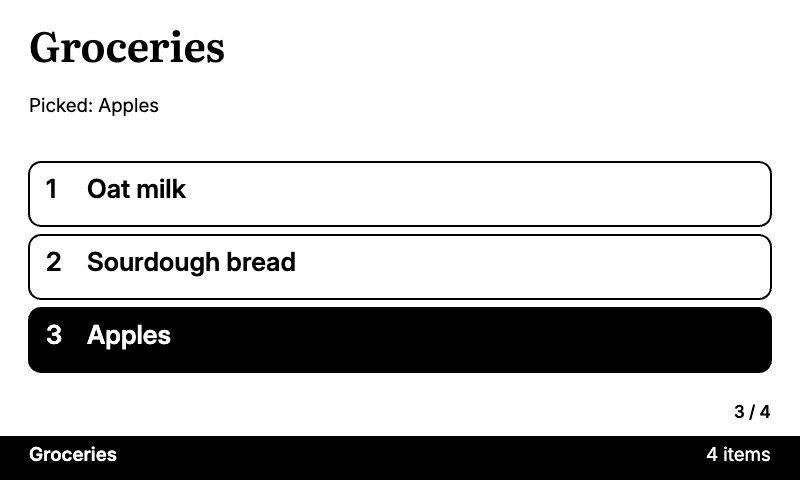 Groceries
Picked: Apples
1 Oat milk
2 Sourdough bread
3 Apples
3 / 4
Groceries 4 items